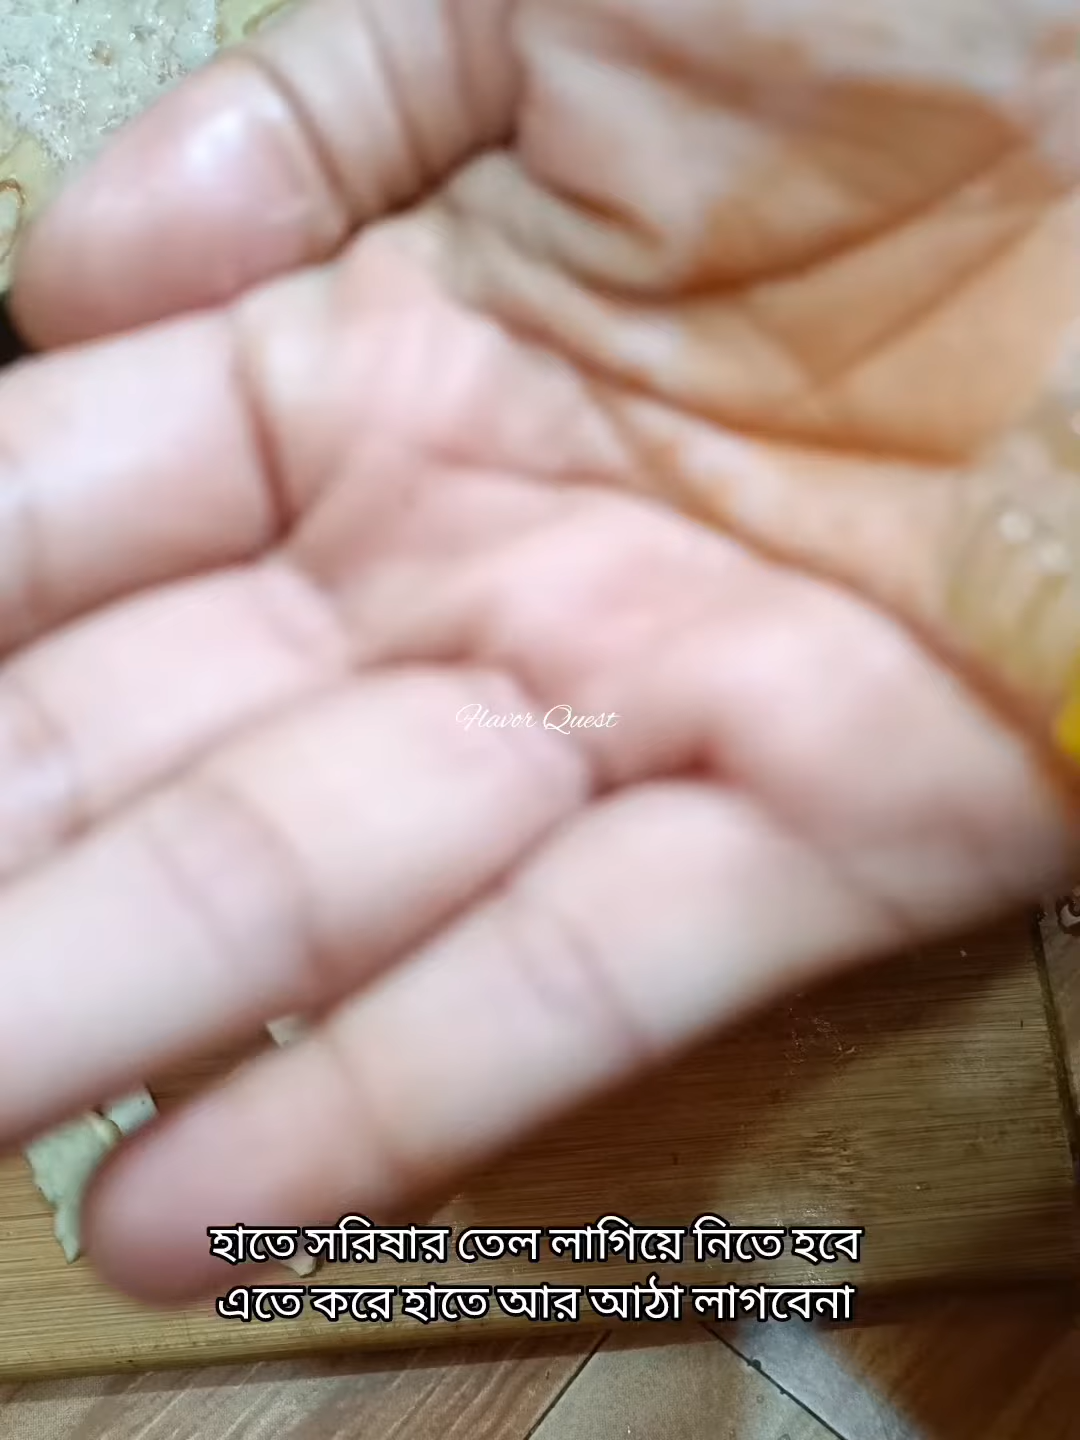 Flavor Quest
হাতে সরিষার তেল লাগিয়ে নিতে হবে
এতে করে হাতে আর আঠা লাগবেনা